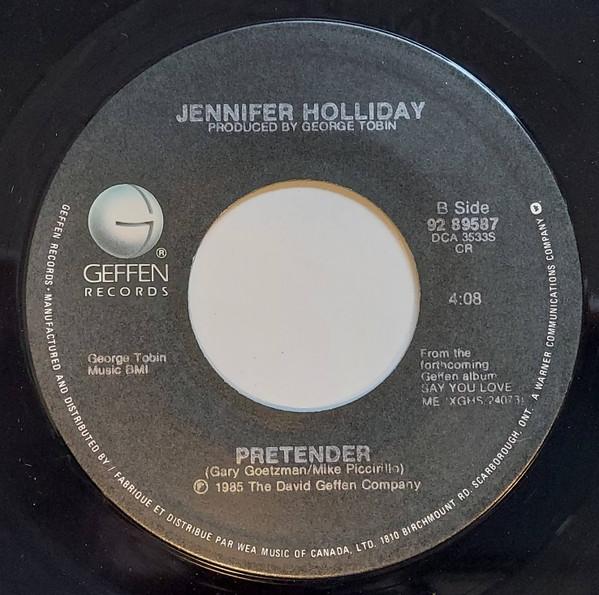 JENNIFER HOLLIDAY
PRODUCED BY GEORGE TOBIN
G
®
GEFFEN
RECORDS
B Side
92 89587
DCA 3533S
CR
4:08
George Tobin
Music BMI
From the
forthcoming
Geffen album
SAY YOU LOVE
ME (XGHS 24073)
PRETENDER
(Gary Goetzman/Mike Piccirillo)
℗ 1985 The David Geffen Company
GEFFEN RECORDS · MANUFACTURED AND DISTRIBUTED BY / FABRIQUE ET DISTRIBUE PAR WEA MUSIC OF CANADA, LTD. 1810 BIRCHMOUNT RD. SCARBOROUGH, ONT. A WARNER COMMUNICATIONS COMPANY